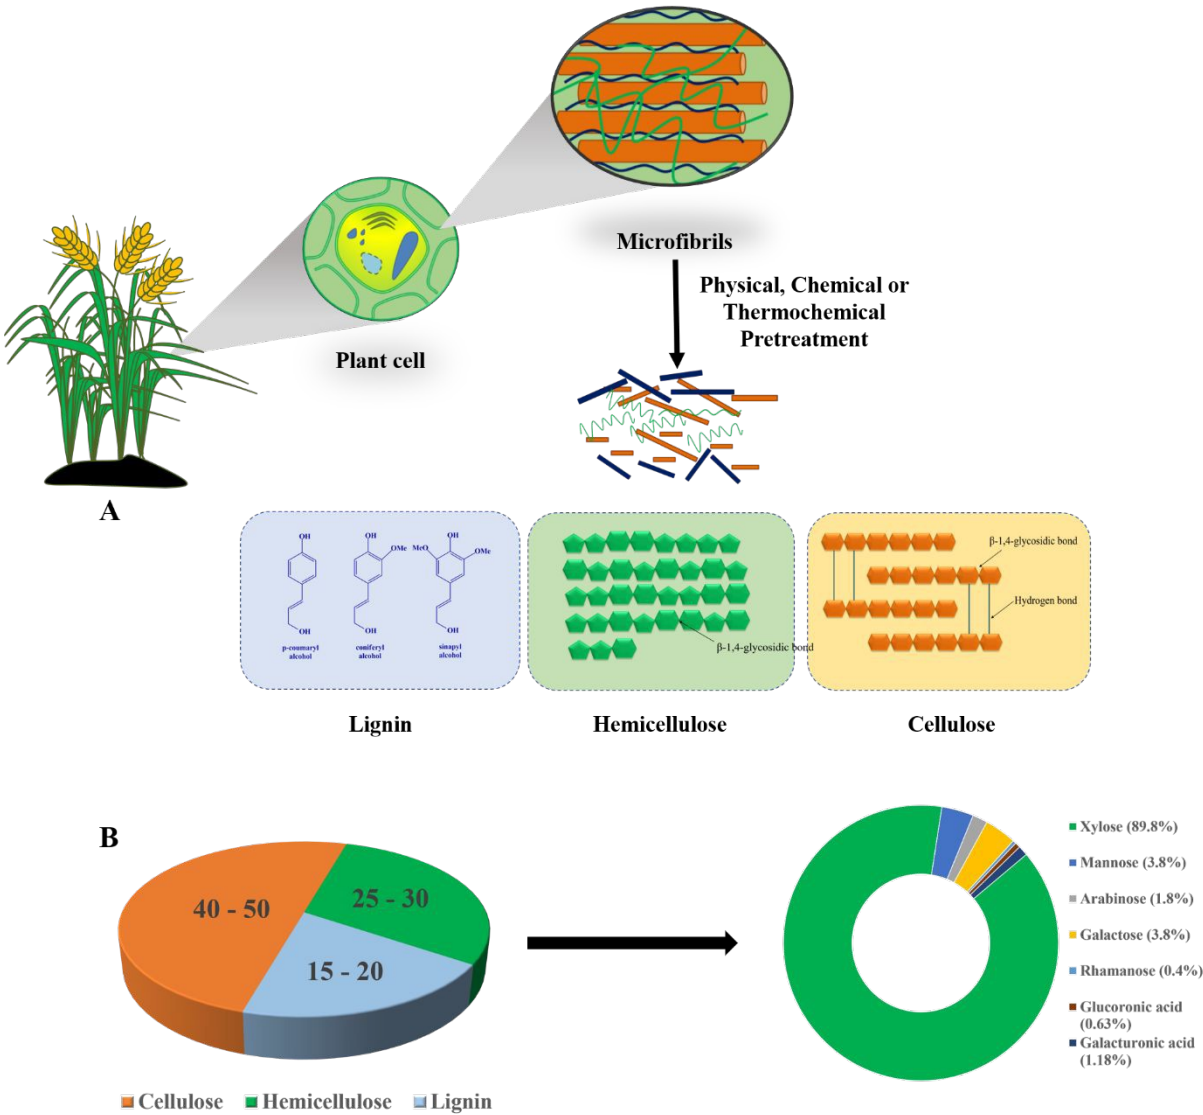 Microfibrils
Physical, Chemical or
Thermochemical
Pretreatment
Plant cell
A
OH
OH
p-coumaryl
alcohol
OH
OMe
OH
coniferyl
alcohol
OH
MeO
OMe
OH
sinapyl
alcohol
β-1,4-glycosidic bond
β-1,4-glycosidic bond
Hydrogen bond
Lignin
Hemicellulose
Cellulose
B
40 - 50
25 - 30
15 - 20
Cellulose
Hemicellulose
Lignin
Xylose (89.8%)
Mannose (3.8%)
Arabinose (1.8%)
Galactose (3.8%)
Rhamanose (0.4%)
Glucoronic acid
(0.63%)
Galacturonic acid
(1.18%)